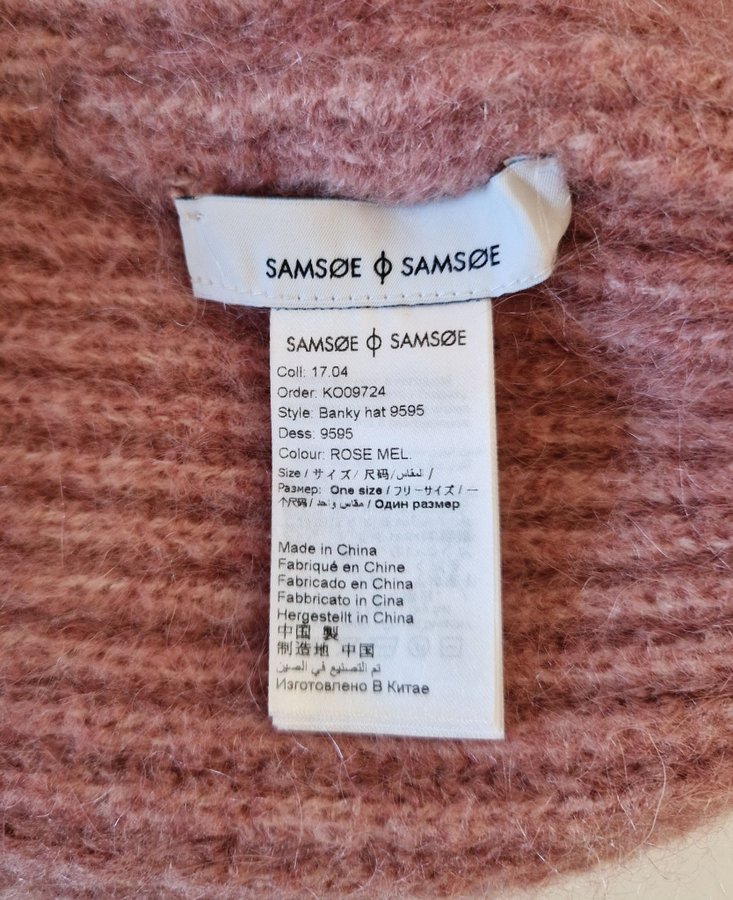 SAMSØE ϕ SAMSØE
SAMSØE ϕ SAMSØE
Coll: 17.04
Order: KO09724
Style: Banky hat 9595
Dess: 9595
Colour: ROSE MEL.
Size / サイズ / 尺码/المقاس /
Размер: One size / フリーサイズ / 一
个尺码 / مقاس واحد / Один размер
Made in China
Fabriqué en Chine
Fabricado en China
Fabbricato in Cina
Hergestellt in China
中国 製
制造地 中国
تم التصنيع في الصين
Изготовлено В Китае